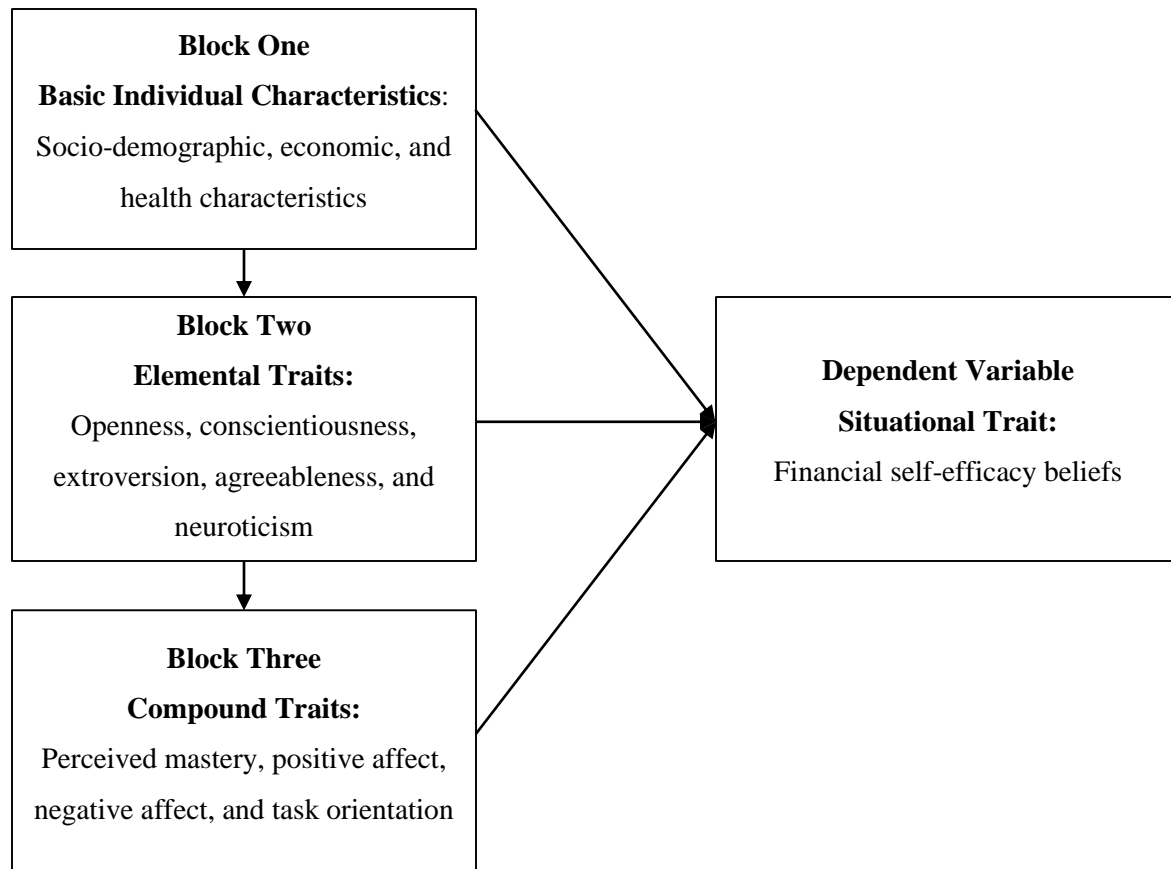 Block One
Basic Individual Characteristics:
Socio-demographic, economic, and
health characteristics
Block Two
Elemental Traits:
Openness, conscientiousness,
extroversion, agreeableness, and
neuroticism
Dependent Variable
Situational Trait:
Financial self-efficacy beliefs
Block Three
Compound Traits:
Perceived mastery, positive affect,
negative affect, and task orientation